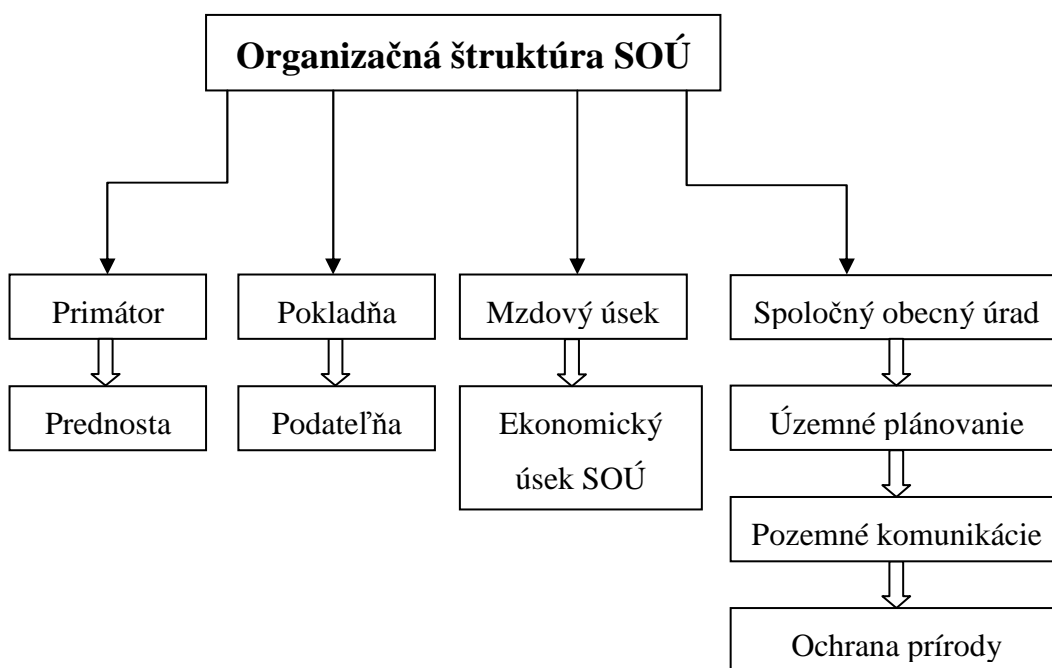 Organizačná štruktúra SOÚ
Primátor
Pokladňa
Mzdový úsek
Spoločný obecný úrad
Prednosta
Podateľňa
Ekonomický
úsek SOÚ
Územné plánovanie
Pozemné komunikácie
Ochrana prírody